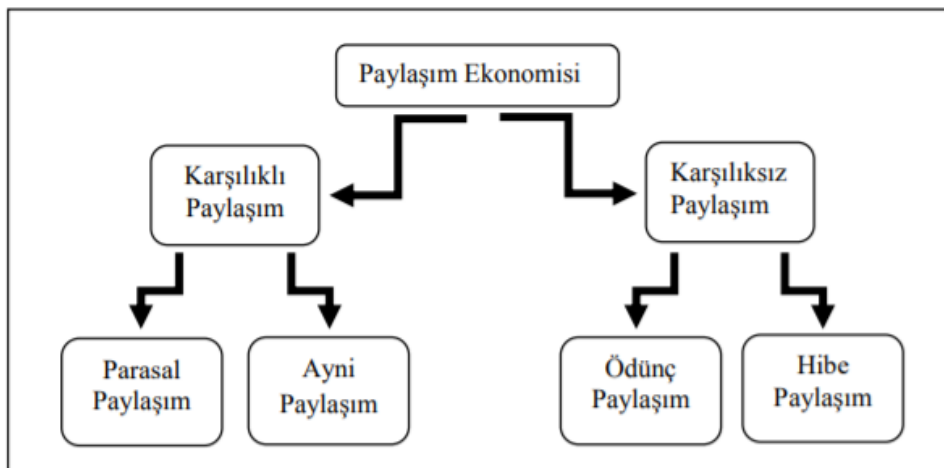 Paylaşım Ekonomisi
Karşılıklı
Paylaşım
Karşılıksız
Paylaşım
Parasal
Paylaşım
Ayni
Paylaşım
Ödünç
Paylaşım
Hibe
Paylaşım